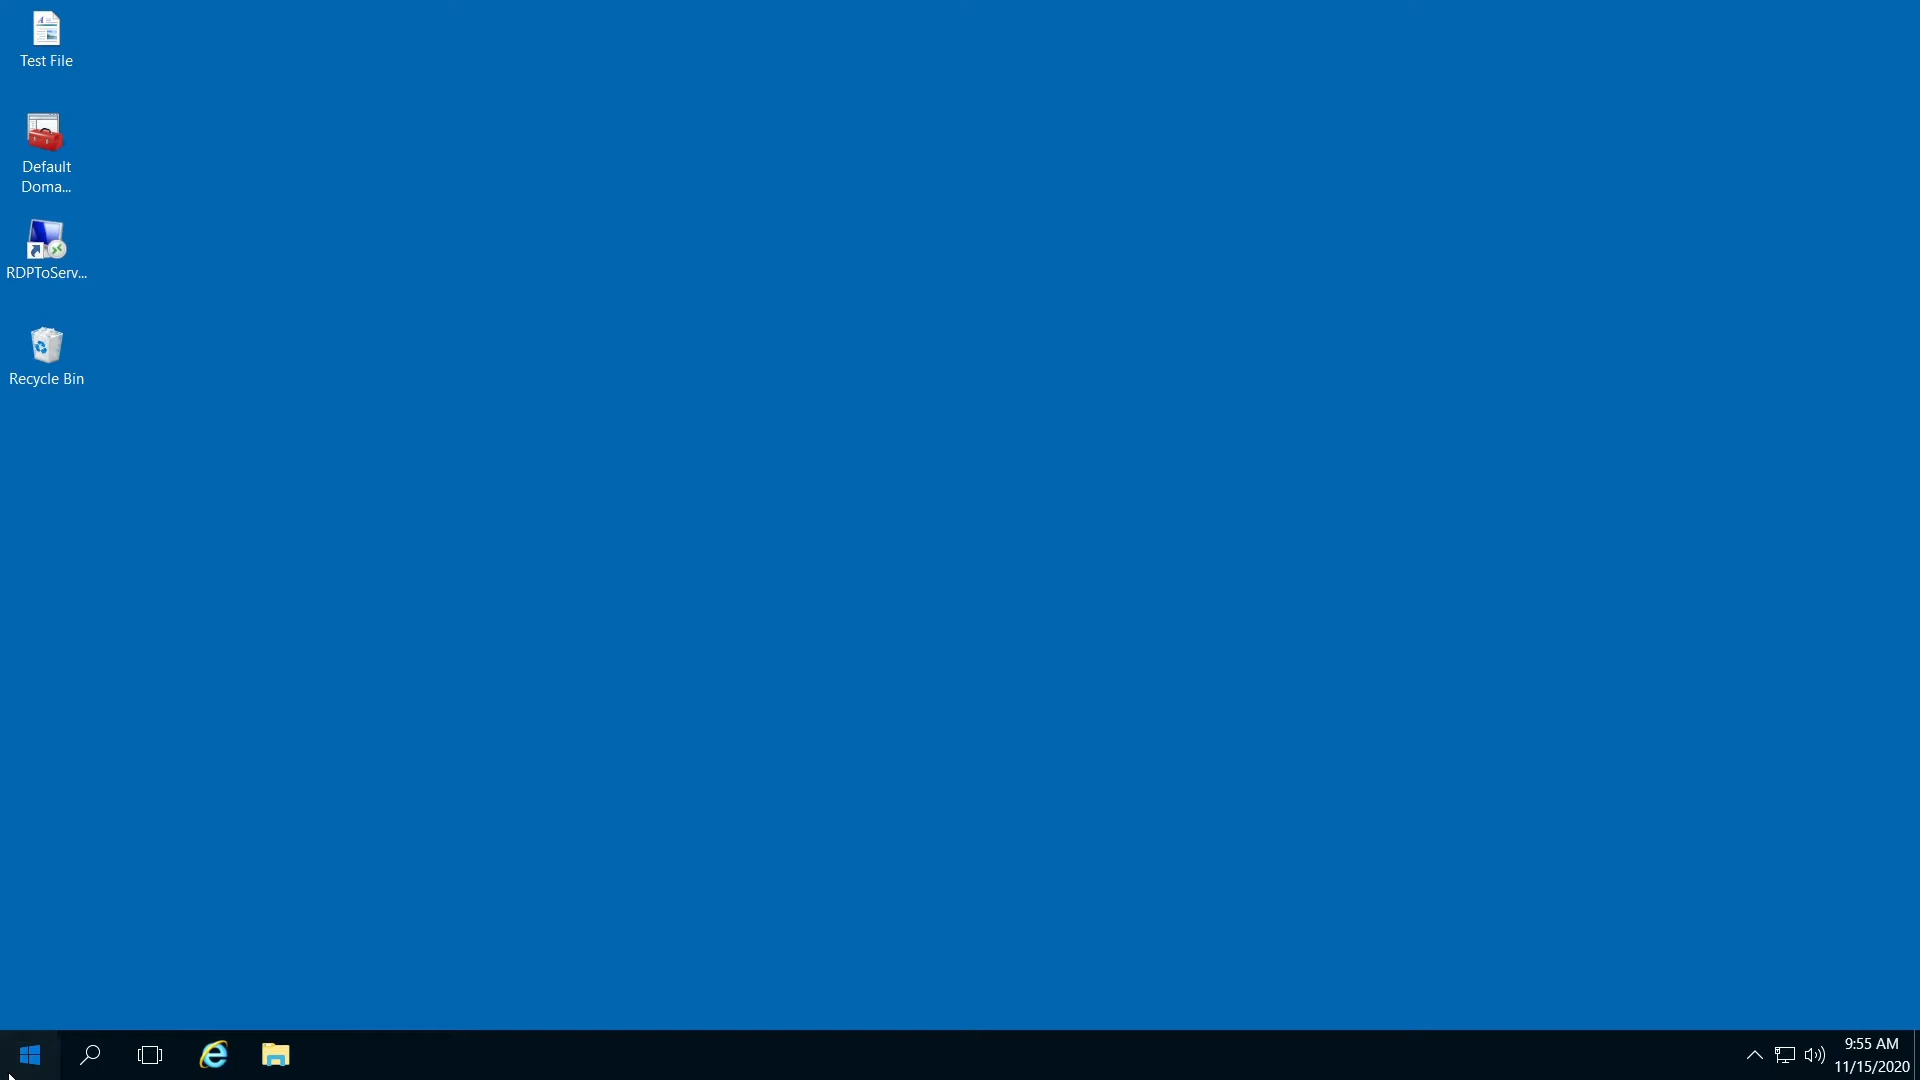 Test File
Default
Doma...
RDPToServ...
Recycle Bin
9:55 AM
11/15/2020